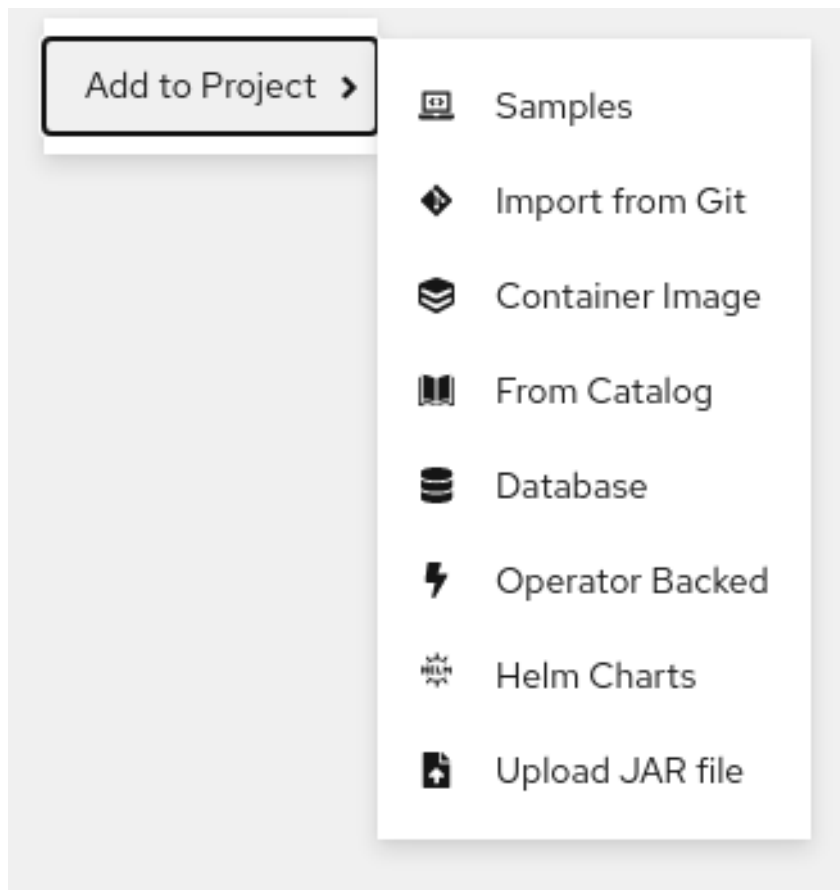 Add to Project
Samples
Import from Git
Container Image
From Catalog
Database
Operator Backed
HELM
Helm Charts
Upload JAR file